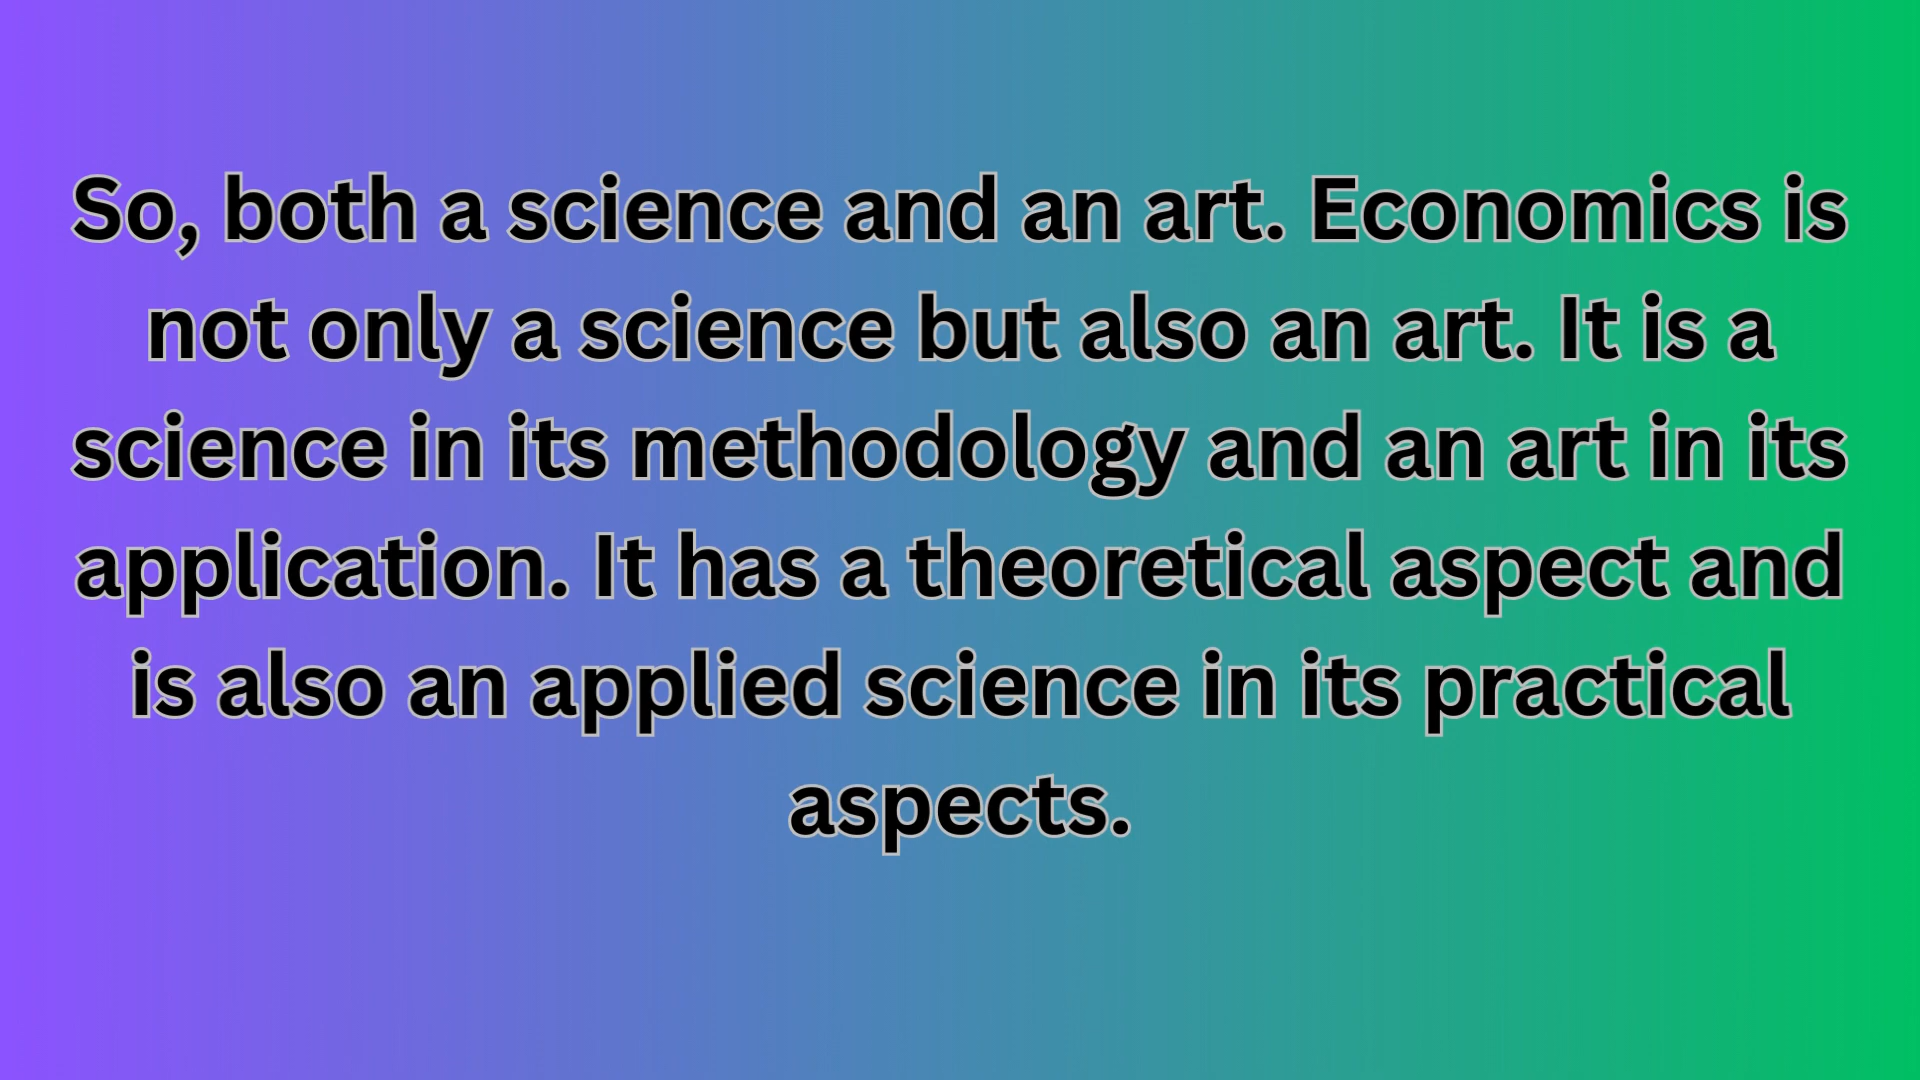 So, both a science and an art. Economics is
not only a science but also an art. It is a
science in its methodology and an art in its
application. It has a theoretical aspect and
is also an applied science in its practical
aspects.